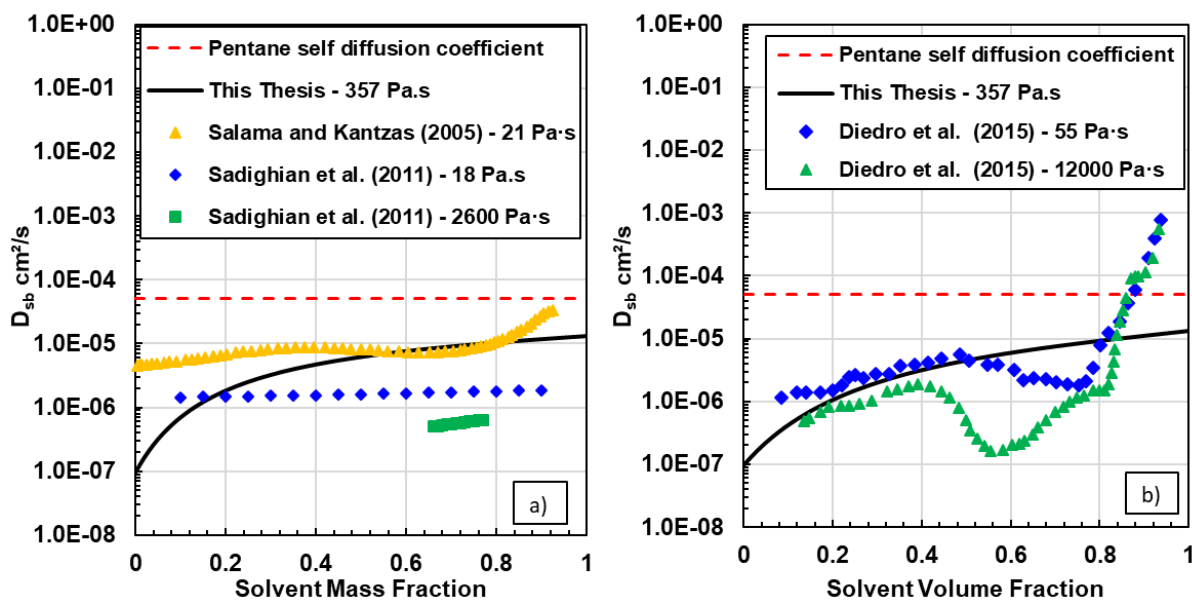 1.0E+00
1.0E-01
1.0E-02
1.0E-03
1.0E-04
1.0E-05
1.0E-06
1.0E-07
1.0E-08
D_sb cm²/s
Pentane self diffusion coefficient
This Thesis - 357 Pa.s
Salama and Kantzas (2005) - 21 Pa·s
Sadighian et al. (2011) - 18 Pa.s
Sadighian et al. (2011) - 2600 Pa·s
a)
0 0.2 0.4 0.6 0.8 1
Solvent Mass Fraction
1.0E+00
1.0E-01
1.0E-02
1.0E-03
1.0E-04
1.0E-05
1.0E-06
1.0E-07
1.0E-08
D_sb cm²/s
Pentane self diffusion coefficient
This Thesis - 357 Pa.s
Diedro et al. (2015) - 55 Pa·s
Diedro et al. (2015) - 12000 Pa·s
b)
0 0.2 0.4 0.6 0.8 1
Solvent Volume Fraction